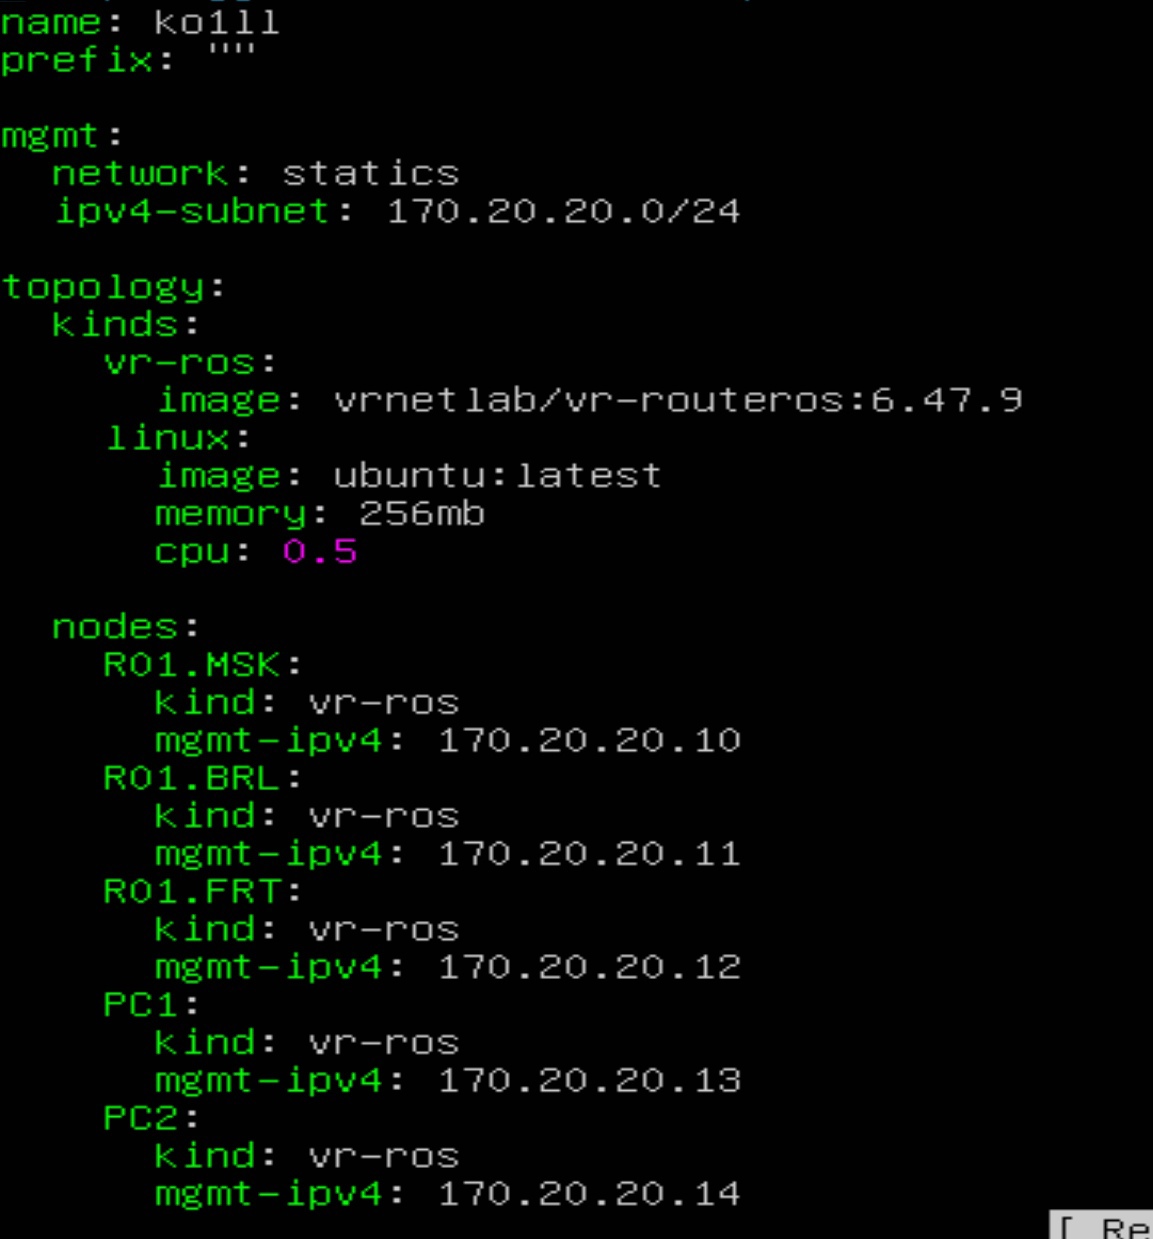 name: ko1ll
prefix: ""

mgmt:
  network: statics
  ipv4-subnet: 170.20.20.0/24

topology:
  kinds:
    vr-ros:
      image: vrnetlab/vr-routeros:6.47.9
    linux:
      image: ubuntu:latest
      memory: 256mb
      cpu: 0.5

  nodes:
    RO1.MSK:
      kind: vr-ros
      mgmt-ipv4: 170.20.20.10
    RO1.BRL:
      kind: vr-ros
      mgmt-ipv4: 170.20.20.11
    RO1.FRT:
      kind: vr-ros
      mgmt-ipv4: 170.20.20.12
    PC1:
      kind: vr-ros
      mgmt-ipv4: 170.20.20.13
    PC2:
      kind: vr-ros
      mgmt-ipv4: 170.20.20.14